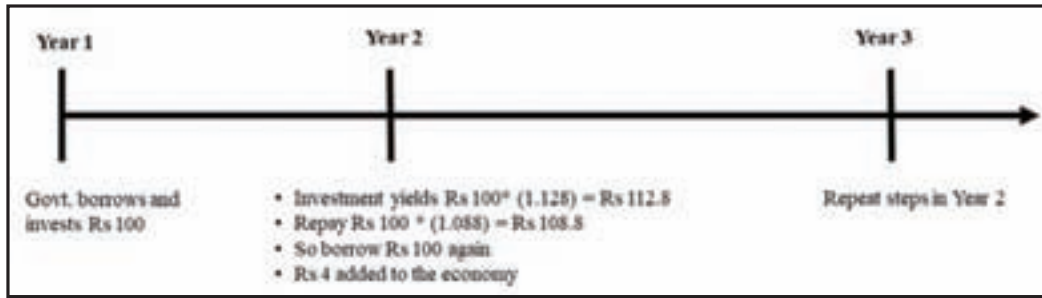 Year 1
Year 2
Year 3
Govt. borrows and
invests Rs 100
• Investment yields Rs 100* (1.128) = Rs 112.8
• Repay Rs 100 * (1.088) = Rs 108.8
• So borrow Rs 100 again
• Rs 4 added to the economy
Repeat steps in Year 2